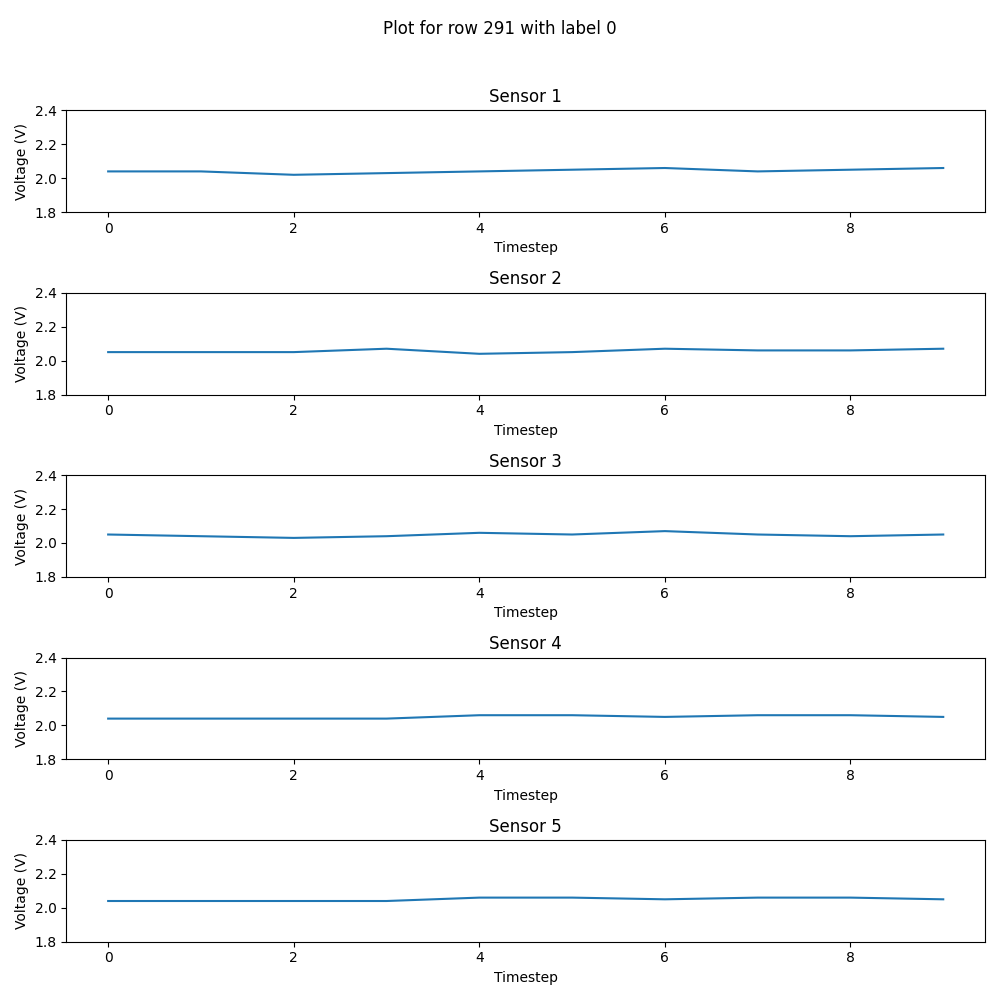 Plot for row 291 with label 0
Sensor 1
Voltage (V)
2.4
2.2
2.0
1.8
0 2 4 6 8
Timestep
Sensor 2
Voltage (V)
2.4
2.2
2.0
1.8
0 2 4 6 8
Timestep
Sensor 3
Voltage (V)
2.4
2.2
2.0
1.8
0 2 4 6 8
Timestep
Sensor 4
Voltage (V)
2.4
2.2
2.0
1.8
0 2 4 6 8
Timestep
Sensor 5
Voltage (V)
2.4
2.2
2.0
1.8
0 2 4 6 8
Timestep